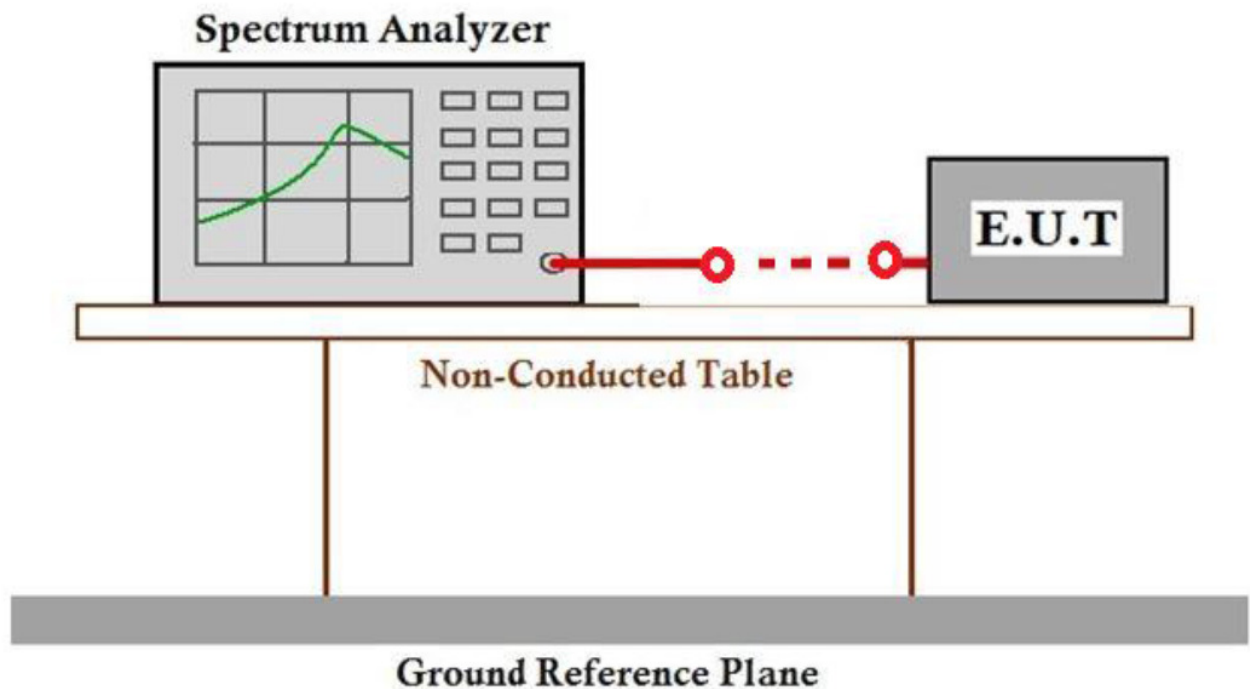 Spectrum Analyzer
E.U.T
Non-Conducted Table
Ground Reference Plane